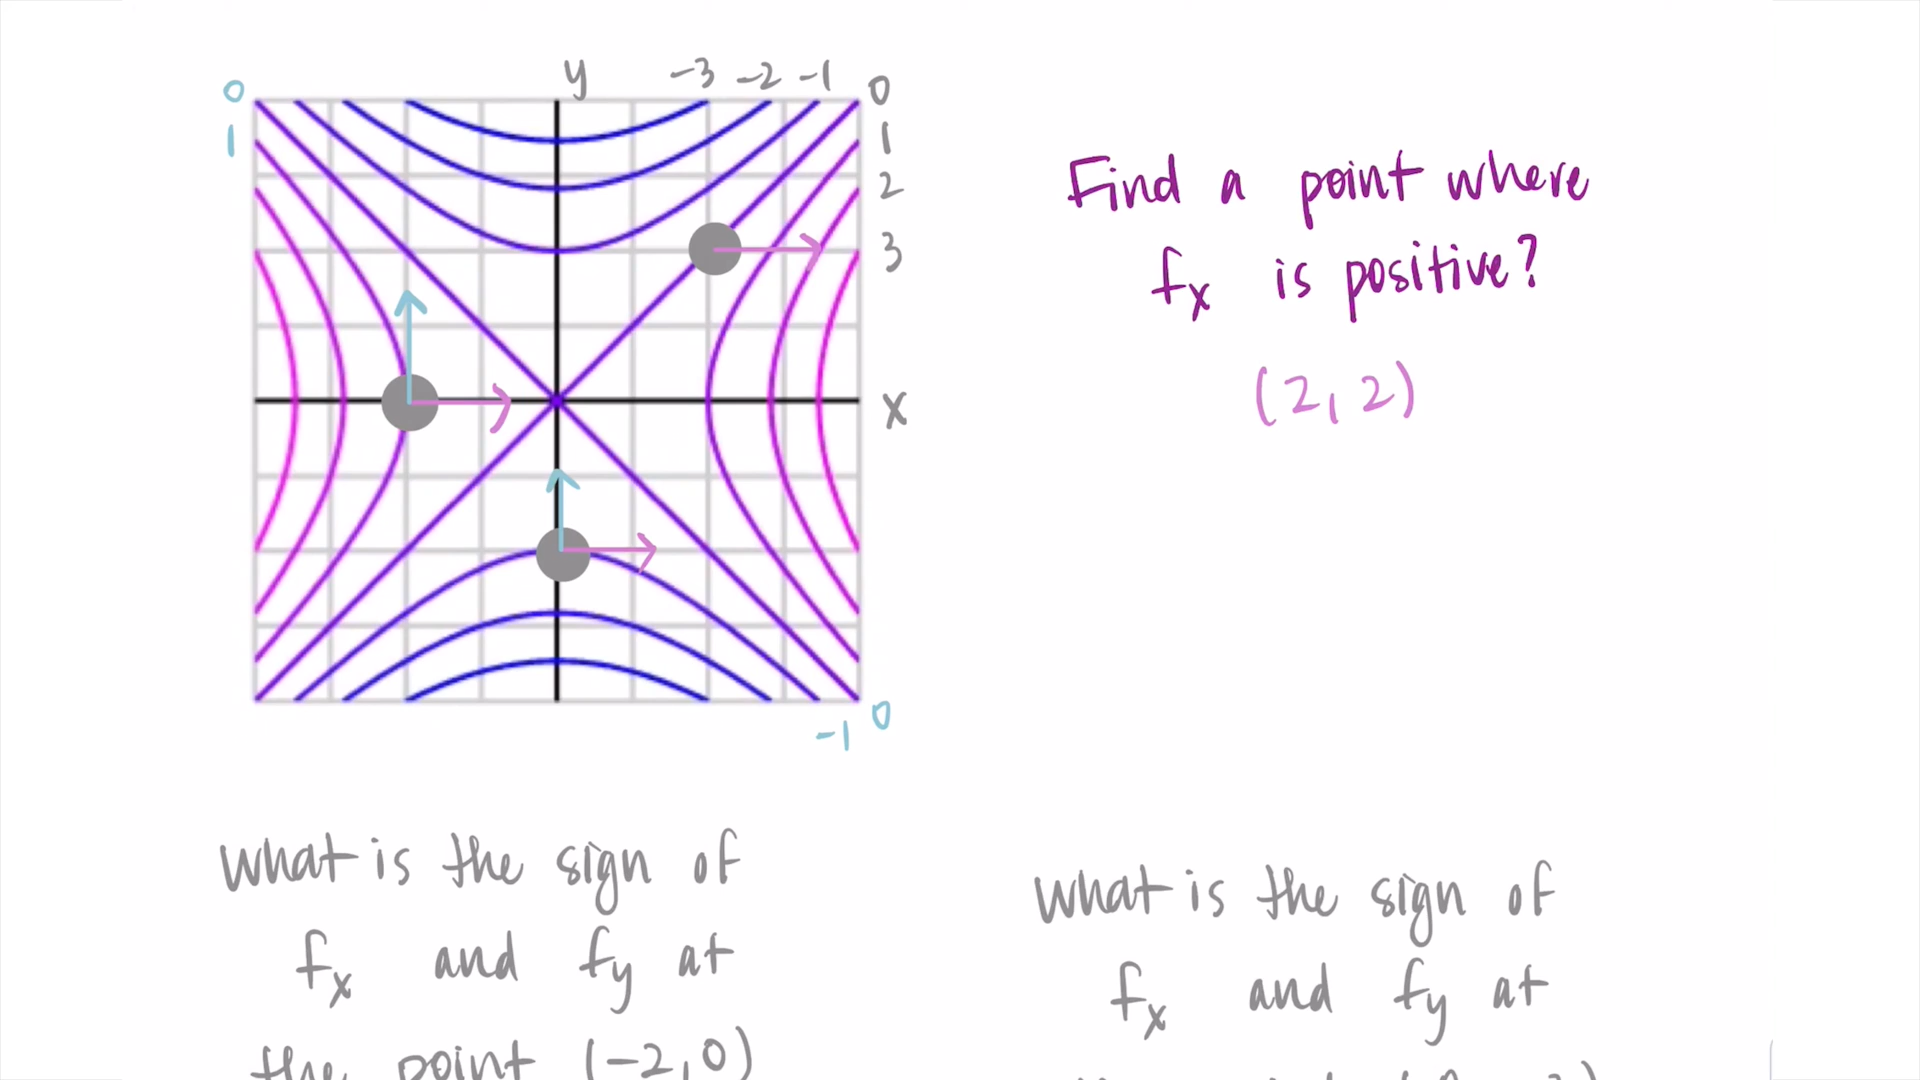 y -3 -2 -1
0 0
1 1
2
3
x
-1 0
Find a point where
fx is positive?
(2, 2)
What is the sign of
fx and fy at
the point (-2, 0)
What is the sign of
fx and fy at